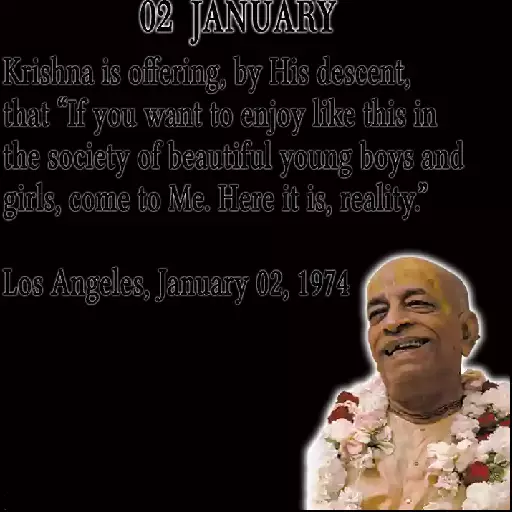 02 JANUARY
Krishna is offering, by His descent,
that “If you want to enjoy like this in
the society of beautiful young boys and
girls, come to Me. Here it is, reality.”
Los Angeles, January 02, 1974